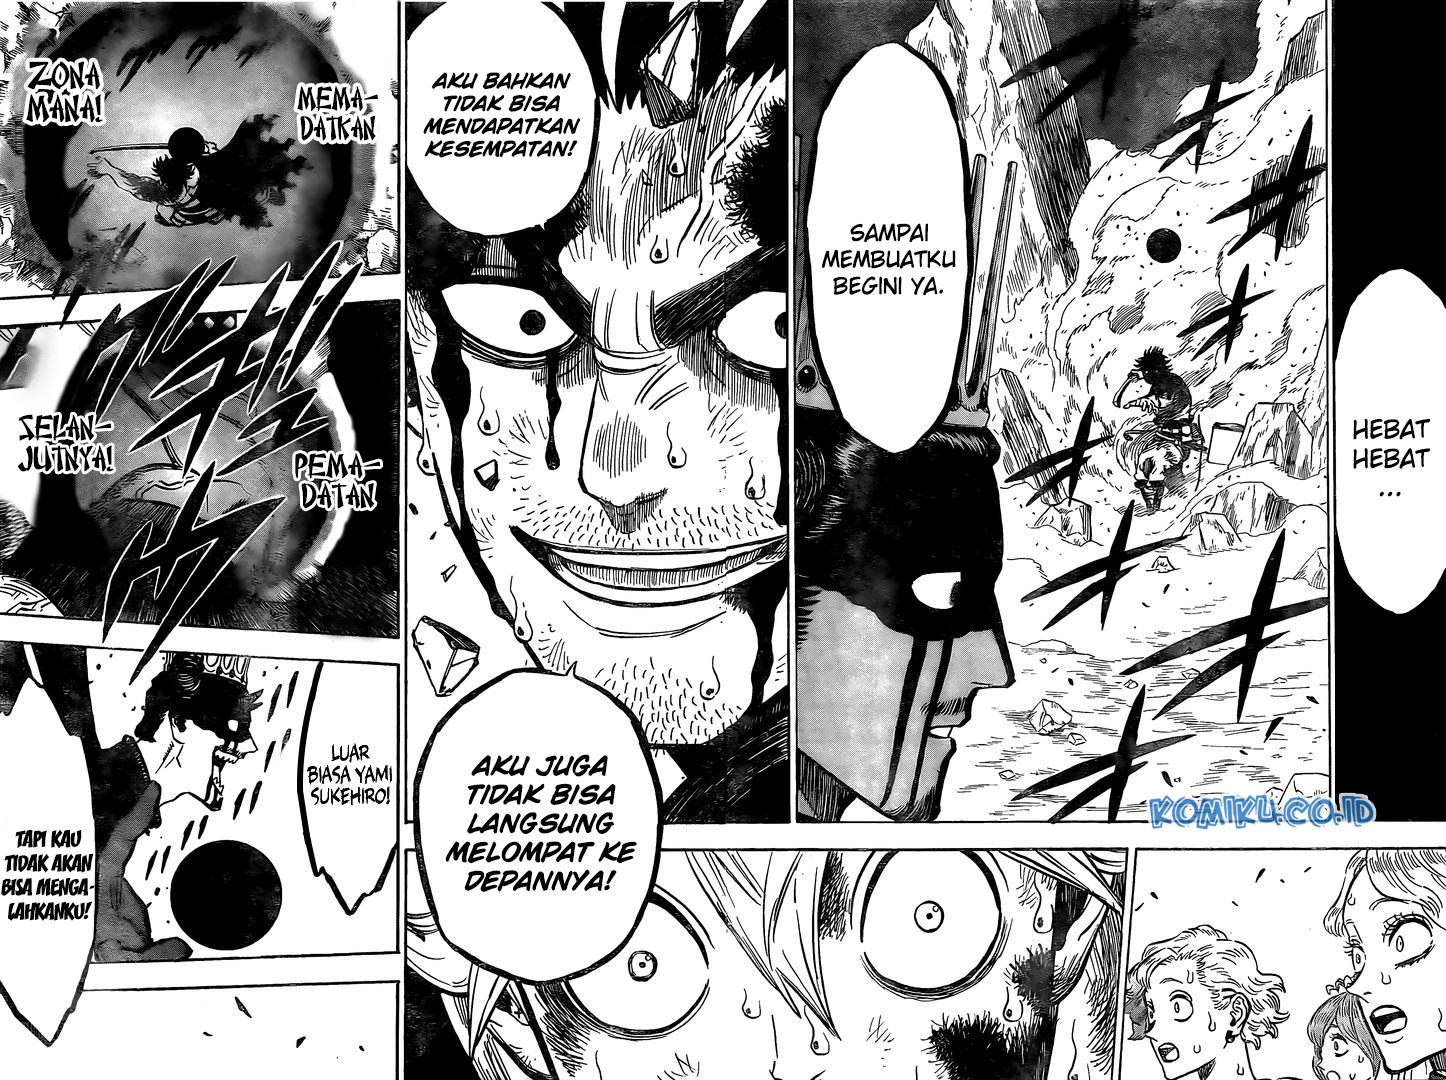 HEBAT
HEBAT
...
SAMPAI
MEMBUATKU
BEGINI YA.
AKU BAHKAN
TIDAK BISA
MENDAPATKAN
KESEMPATAN!
AKU JUGA
TIDAK BISA
LANGSUNG
MELOMPAT KE
DEPANNYA!
MEMA-
DATKAN
ZONA
MANA!
PEMA-
DATAN
SELAN-
JUTNYA!
LUAR
BIASA YAMI
SUKEHIRO!
TAPI KAU
TIDAK AKAN
BISA MENGA-
LAHKANKU!
KOMIKU.CO.ID